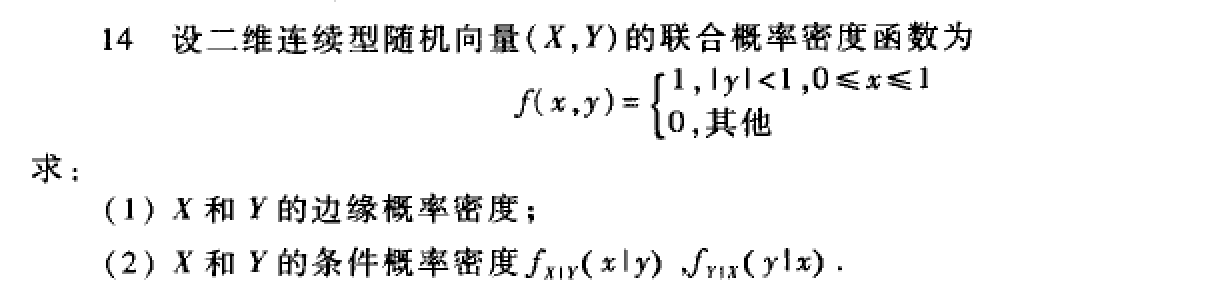 14 设二维连续型随机向量(X,Y)的联合概率密度函数为
f(x,y)={1,|y|<1,0≤x≤1
0,其他
求:
(1) X 和 Y 的边缘概率密度;
(2) X 和 Y 的条件概率密度 f_{X|Y}(x|y) ,f_{Y|X}(y|x) .